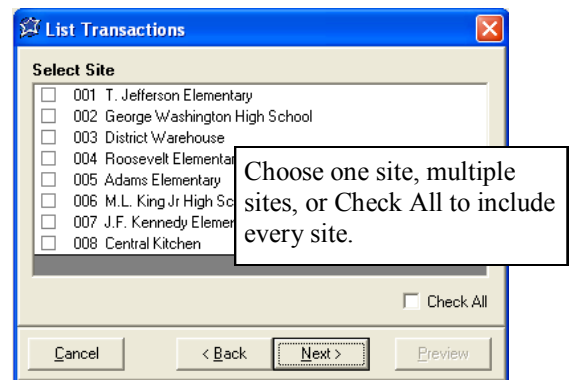 List Transactions
Select Site
001 T. Jefferson Elementary
002 George Washington High School
003 District Warehouse
004 Roosevelt Elementar
005 Adams Elementary
006 M.L. King Jr High Sc
007 J.F. Kennedy Elemer
008 Central Kitchen
Choose one site, multiple
sites, or Check All to include
every site.
Check All
Cancel < Back Next > Preview